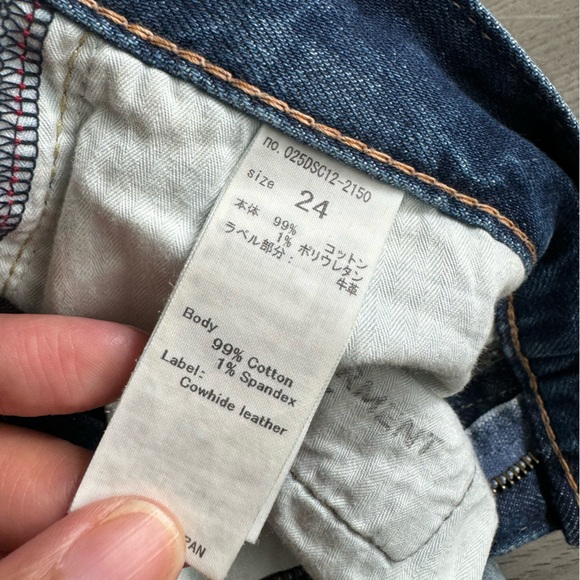 no. 025DSC12-2150
size 24
本体 99% コットン
1% ポリウレタン
ラベル部分: 牛革
Body
99% Cotton
1% Spandex
Label:
Cowhide leather